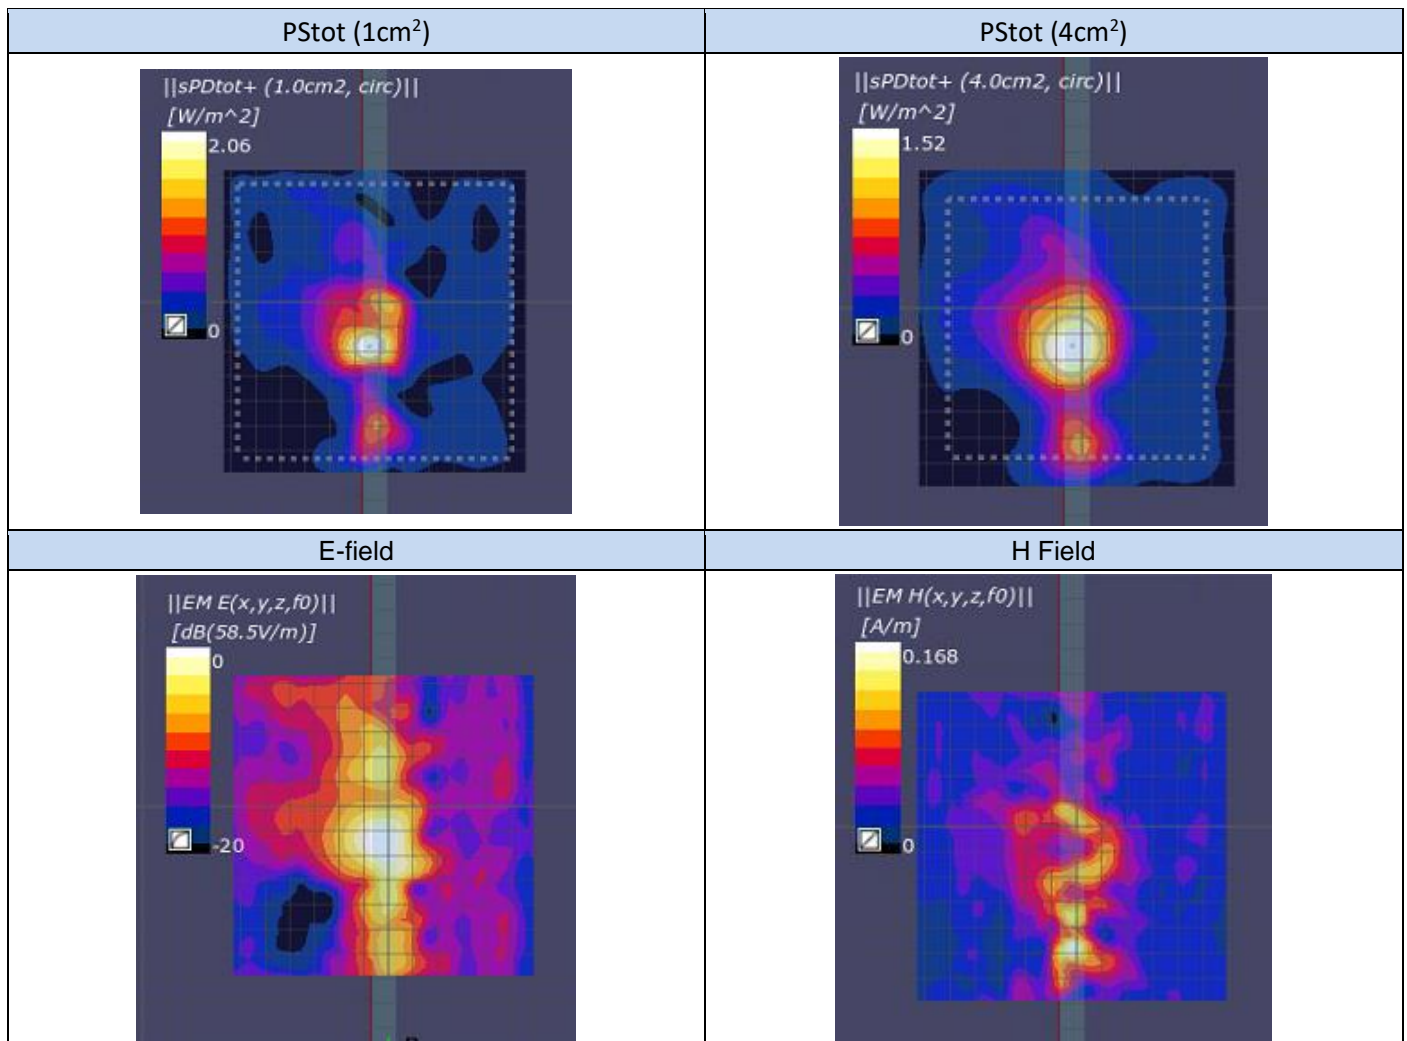 PStot (1cm²)
PStot (4cm²)
||sPDtot+ (1.0cm2, circ)||
[W/m^2]
2.06
0
||sPDtot+ (4.0cm2, circ)||
[W/m^2]
1.52
0
E-field
H Field
||EM E(x,y,z,f0)||
[dB(58.5V/m)]
0
-20
||EM H(x,y,z,f0)||
[A/m]
0.168
0